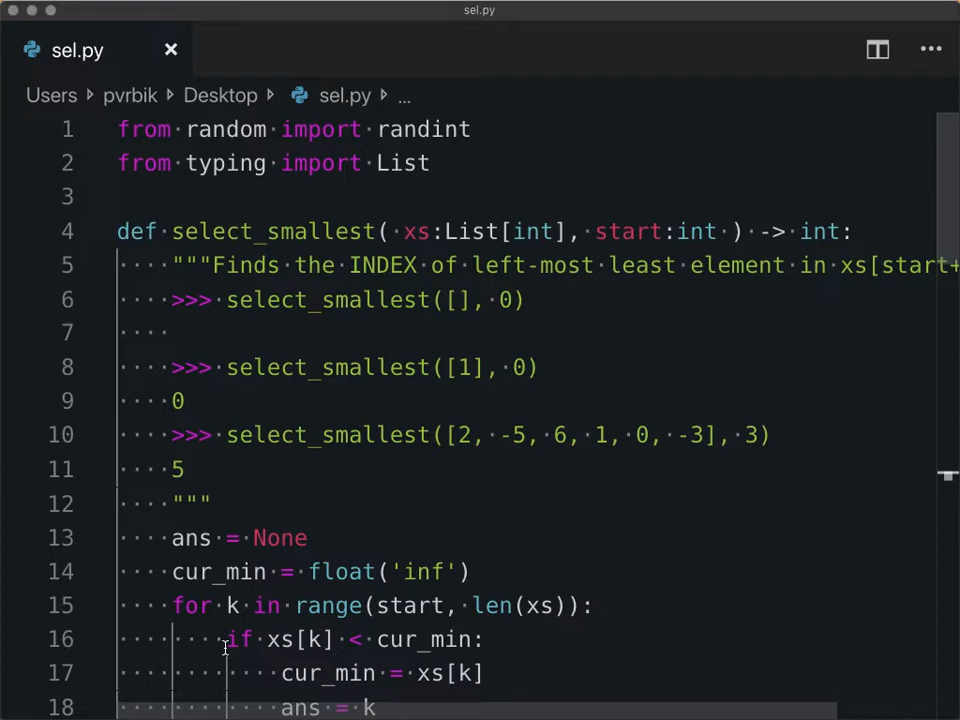 sel.py
sel.py
Users pvrbik Desktop sel.py ...
1 from random import randint
2 from typing import List
3
4 def select_smallest( xs:List[int], start:int ) -> int:
5 """Finds the INDEX of left-most least element in xs[start+
6 >>> select_smallest([], 0)
7
8 >>> select_smallest([1], 0)
9 0
10 >>> select_smallest([2, -5, 6, 1, 0, -3], 3)
11 5
12 """
13 ans = None
14 cur_min = float('inf')
15 for k in range(start, len(xs)):
16 if xs[k] < cur_min:
17 cur_min = xs[k]
18 ans = k